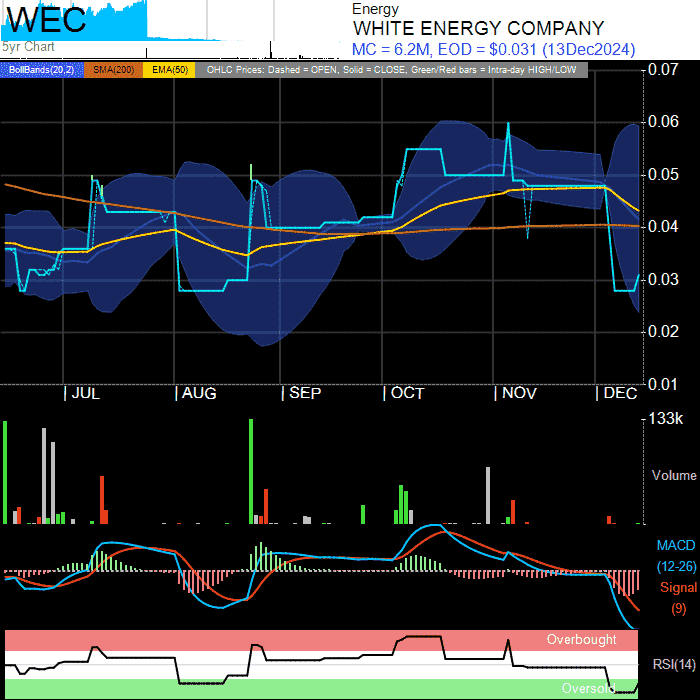 WEC
5yr Chart
Energy
WHITE ENERGY COMPANY
MC = 6.2M, EOD = $0.031 (13Dec2024)
BollBands(20,2) SMA(200) EMA(50) OHLC Prices: Dashed = OPEN, Solid = CLOSE, Green/Red bars = Intra-day HIGH/LOW
0.07
0.06
0.05
0.04
0.03
0.02
0.01
JUL AUG SEP OCT NOV DEC
133k
Volume
MACD
(12-26)
Signal
(9)
Overbought
RSI(14)
Oversold